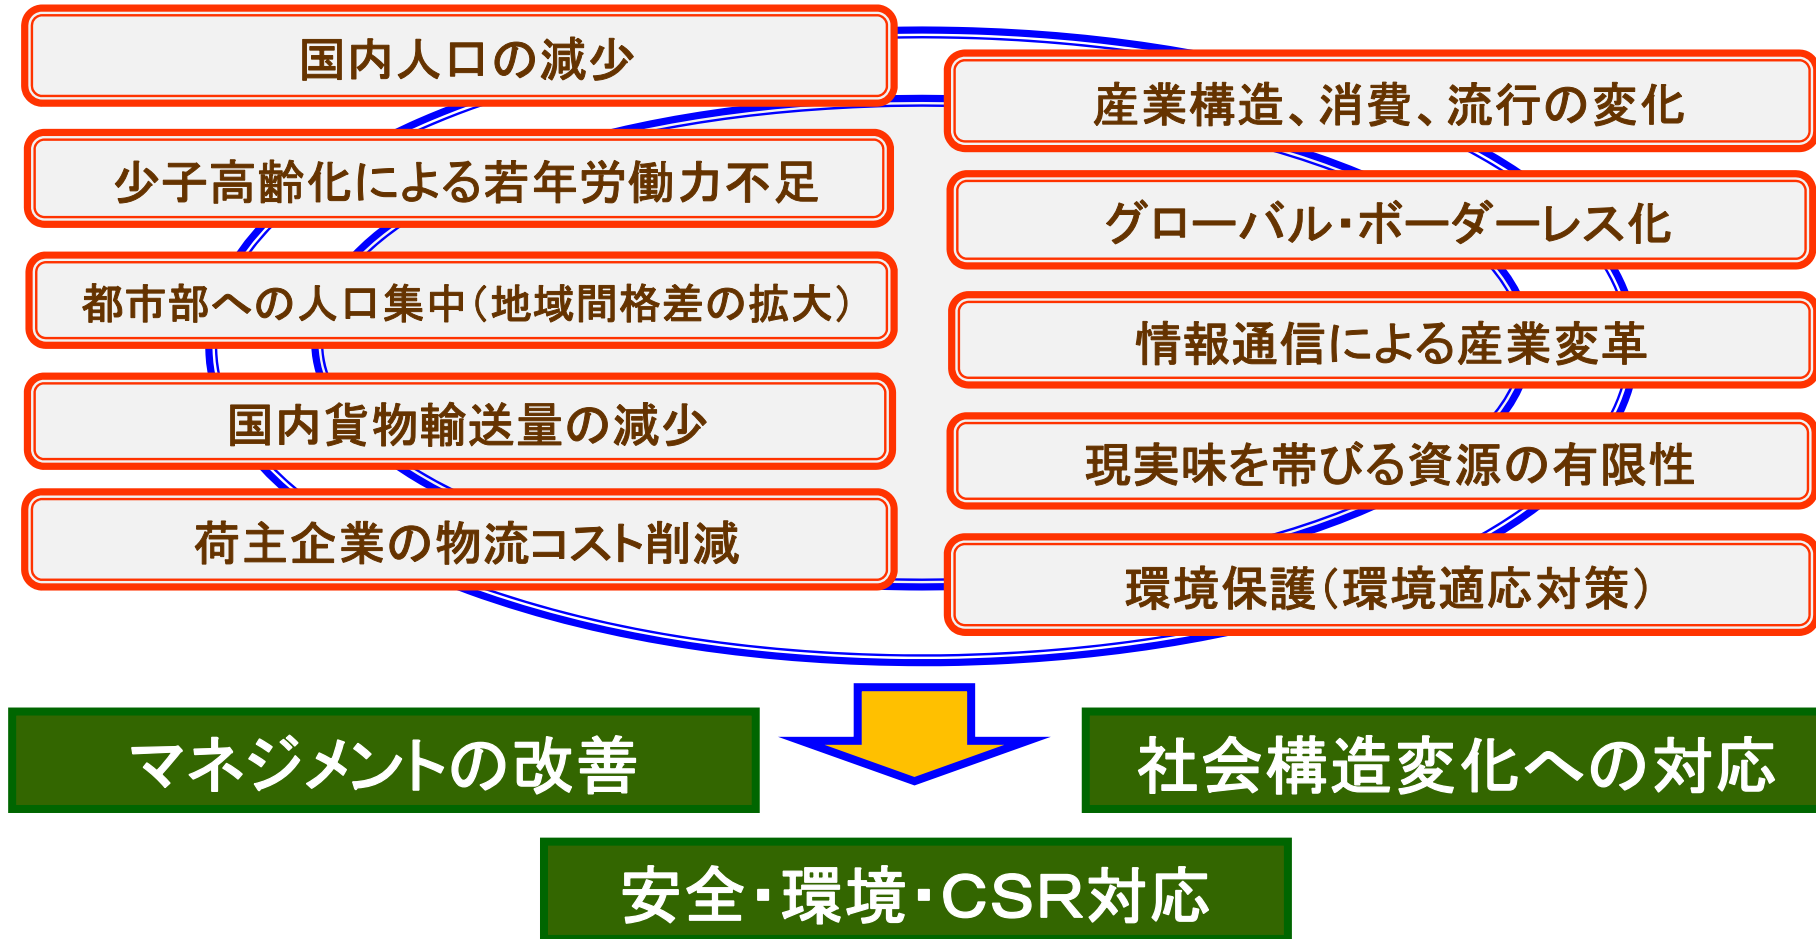 国内人口の減少
少子高齢化による若年労働力不足
都市部への人口集中（地域間格差の拡大）
国内貨物輸送量の減少
荷主企業の物流コスト削減
産業構造、消費、流行の変化
グローバル・ボーダーレス化
情報通信による産業変革
現実味を帯びる資源の有限性
環境保護（環境適応対策）
マネジメントの改善
社会構造変化への対応
安全・環境・CSR対応